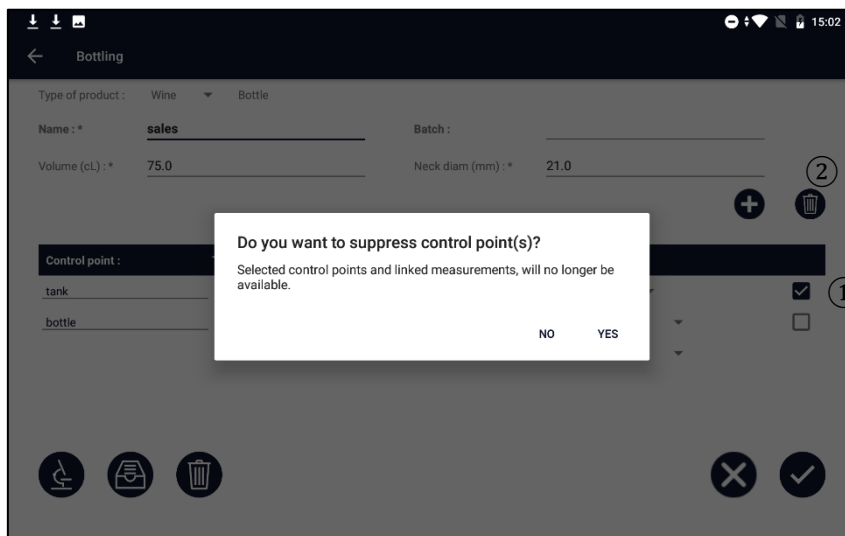 15:02
Bottling
Type of product : Wine Bottle
Name : * sales Batch :
Volume (cL) : * 75.0 Neck diam (mm) : * 21.0
②
Do you want to suppress control point(s)?
Selected control points and linked measurements, will no longer be
available.
NO YES
Control point :
tank
①
bottle